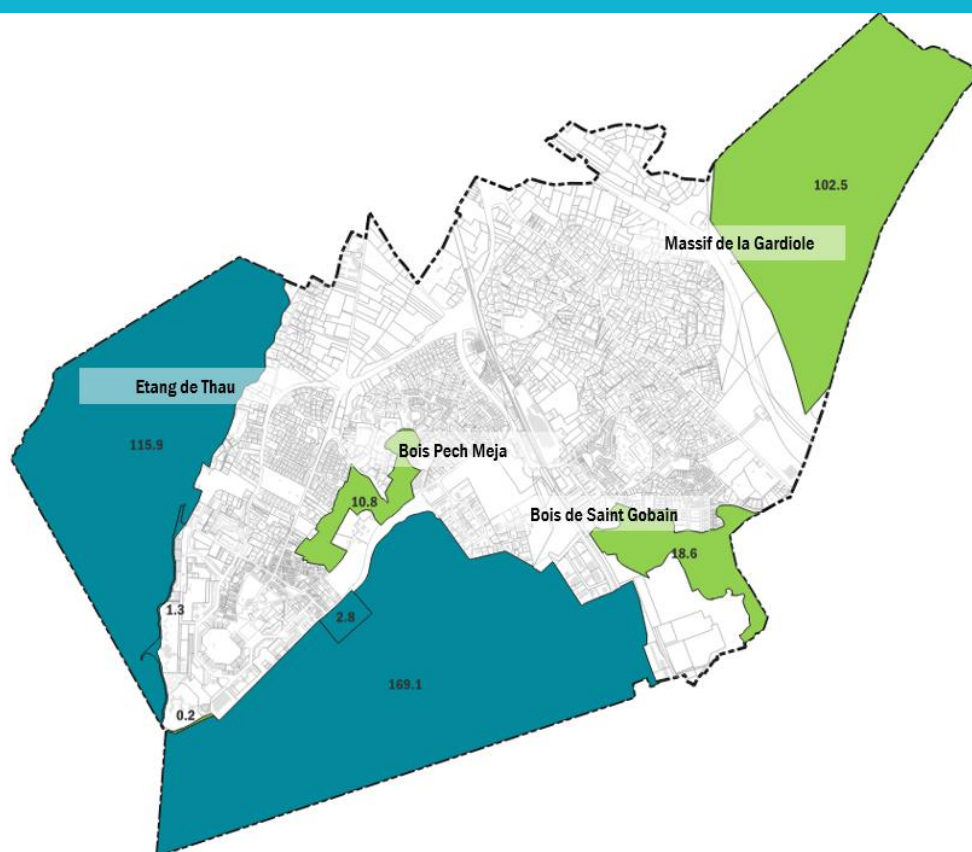 102.5
Massif de la Gardiole
Etang de Thau
115.9
Bois Pech Meja
10.8
Bois de Saint Gobain
18.6
1.3
2.8
169.1
0.2